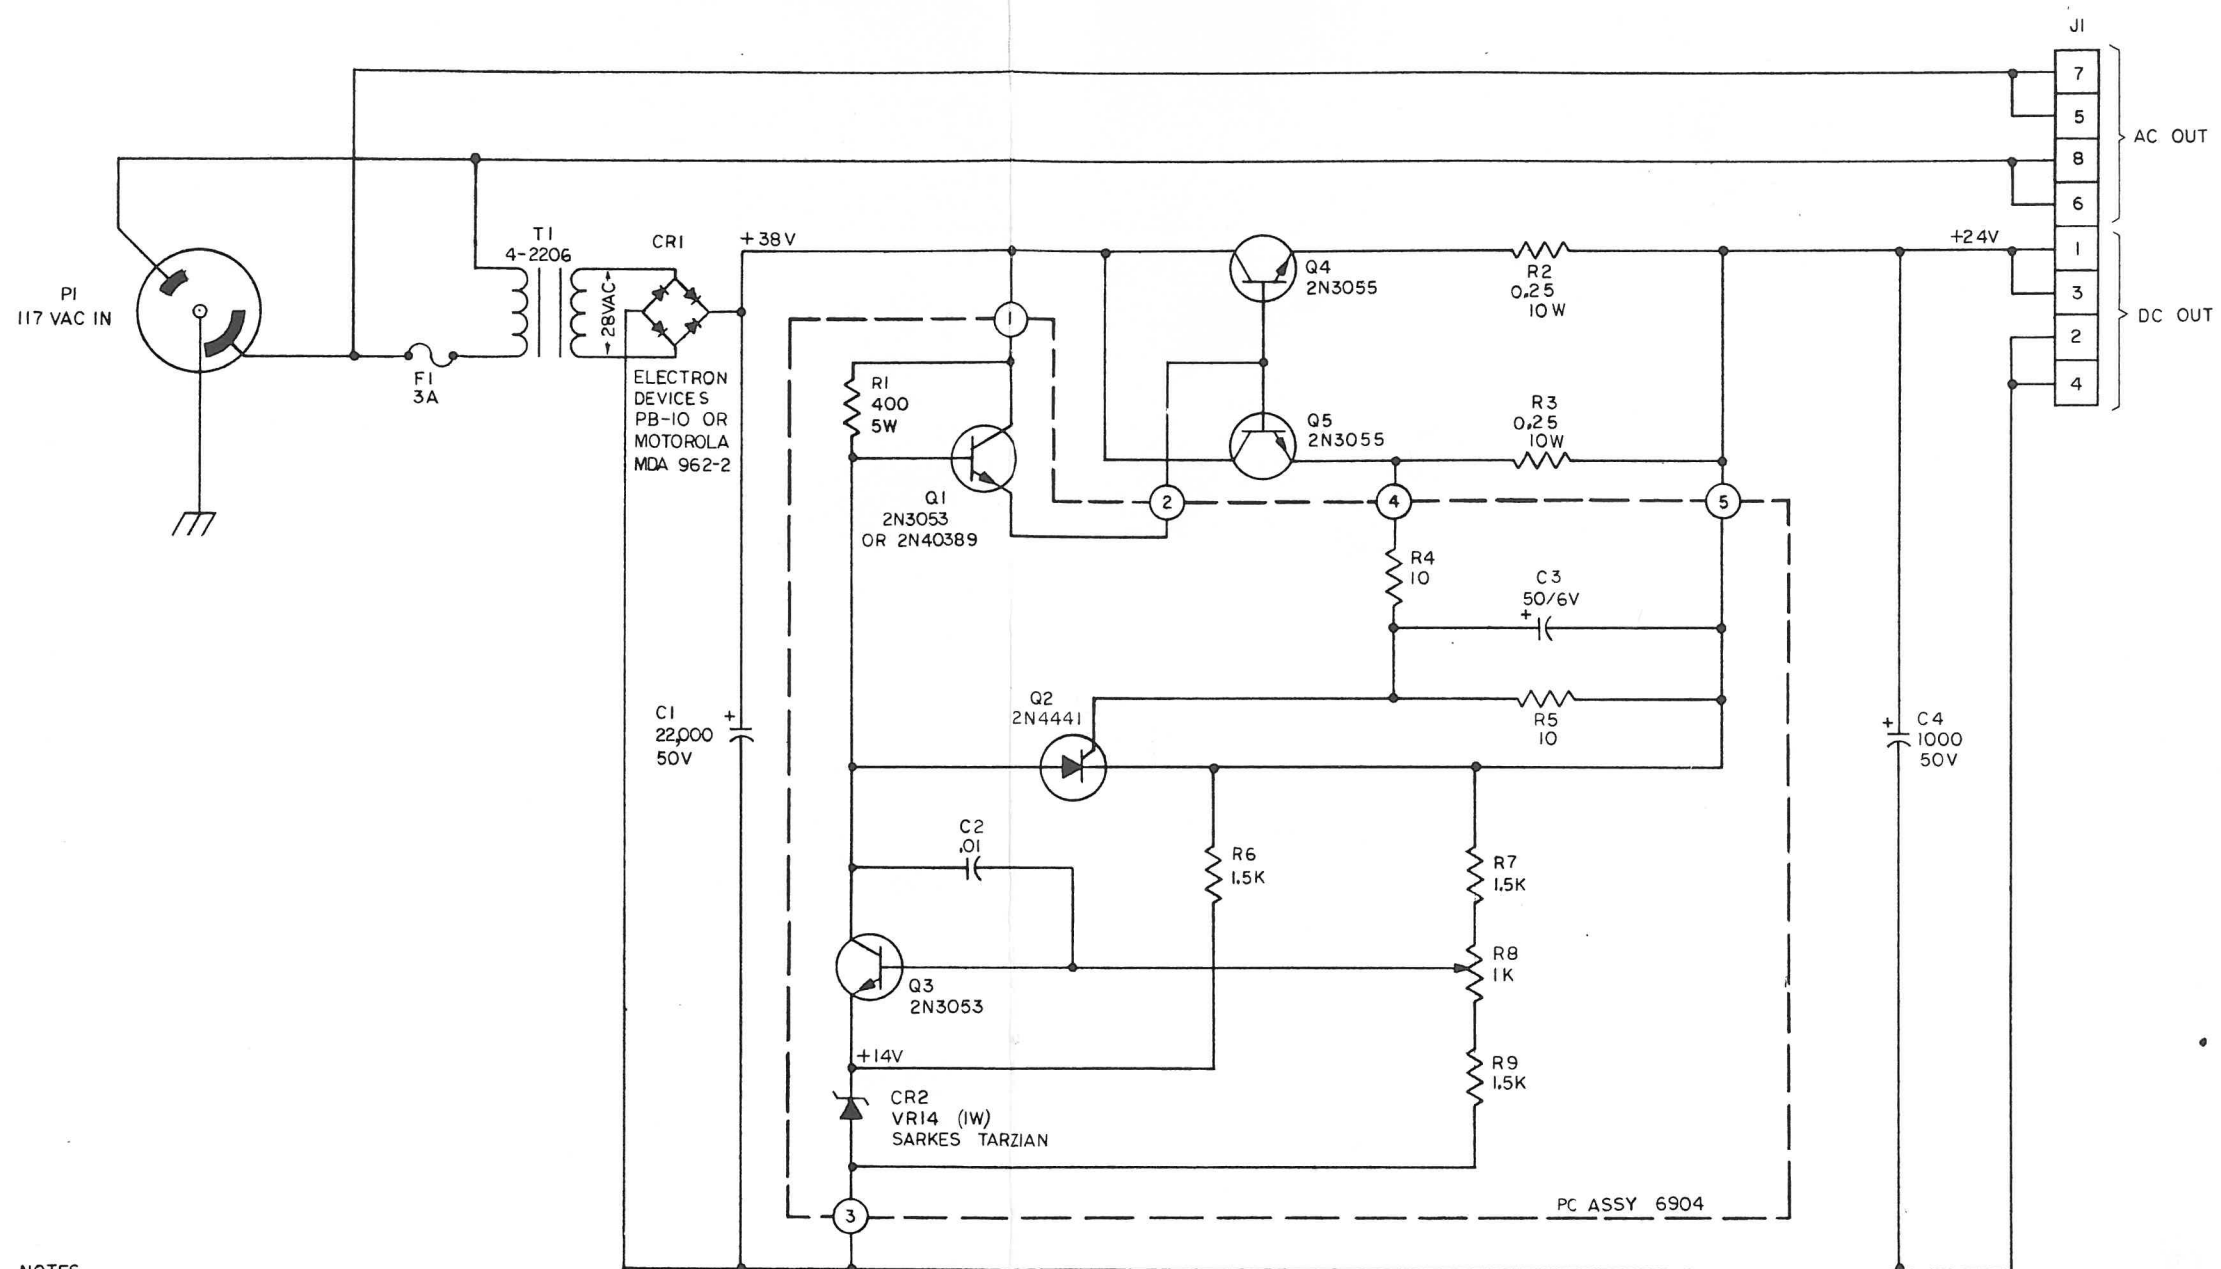 J1
7
5
8
6
1
3
2
4
AC OUT
DC OUT
P1
117 VAC IN
F1
3A
T1
4-2206
28VAC
CR1
ELECTRON
DEVICES
PB-10 OR
MOTOROLA
MDA 962-2
+38V
+24V
Q4
2N3055
R2
0.25
10W
1
R1
400
5W
Q1
2N3053
OR 2N40389
Q5
2N3055
R3
0.25
10W
2
4
5
R4
10
C3
50/6V
+
Q2
2N4441
R5
10
C1
22,000
50V
+
+
C4
1000
50V
C2
.01
R6
1.5K
R7
1.5K
R8
1K
Q3
2N3053
+14V
R9
1.5K
CR2
VR14 (1W)
SARKES TARZIAN
3
PC ASSY 6904